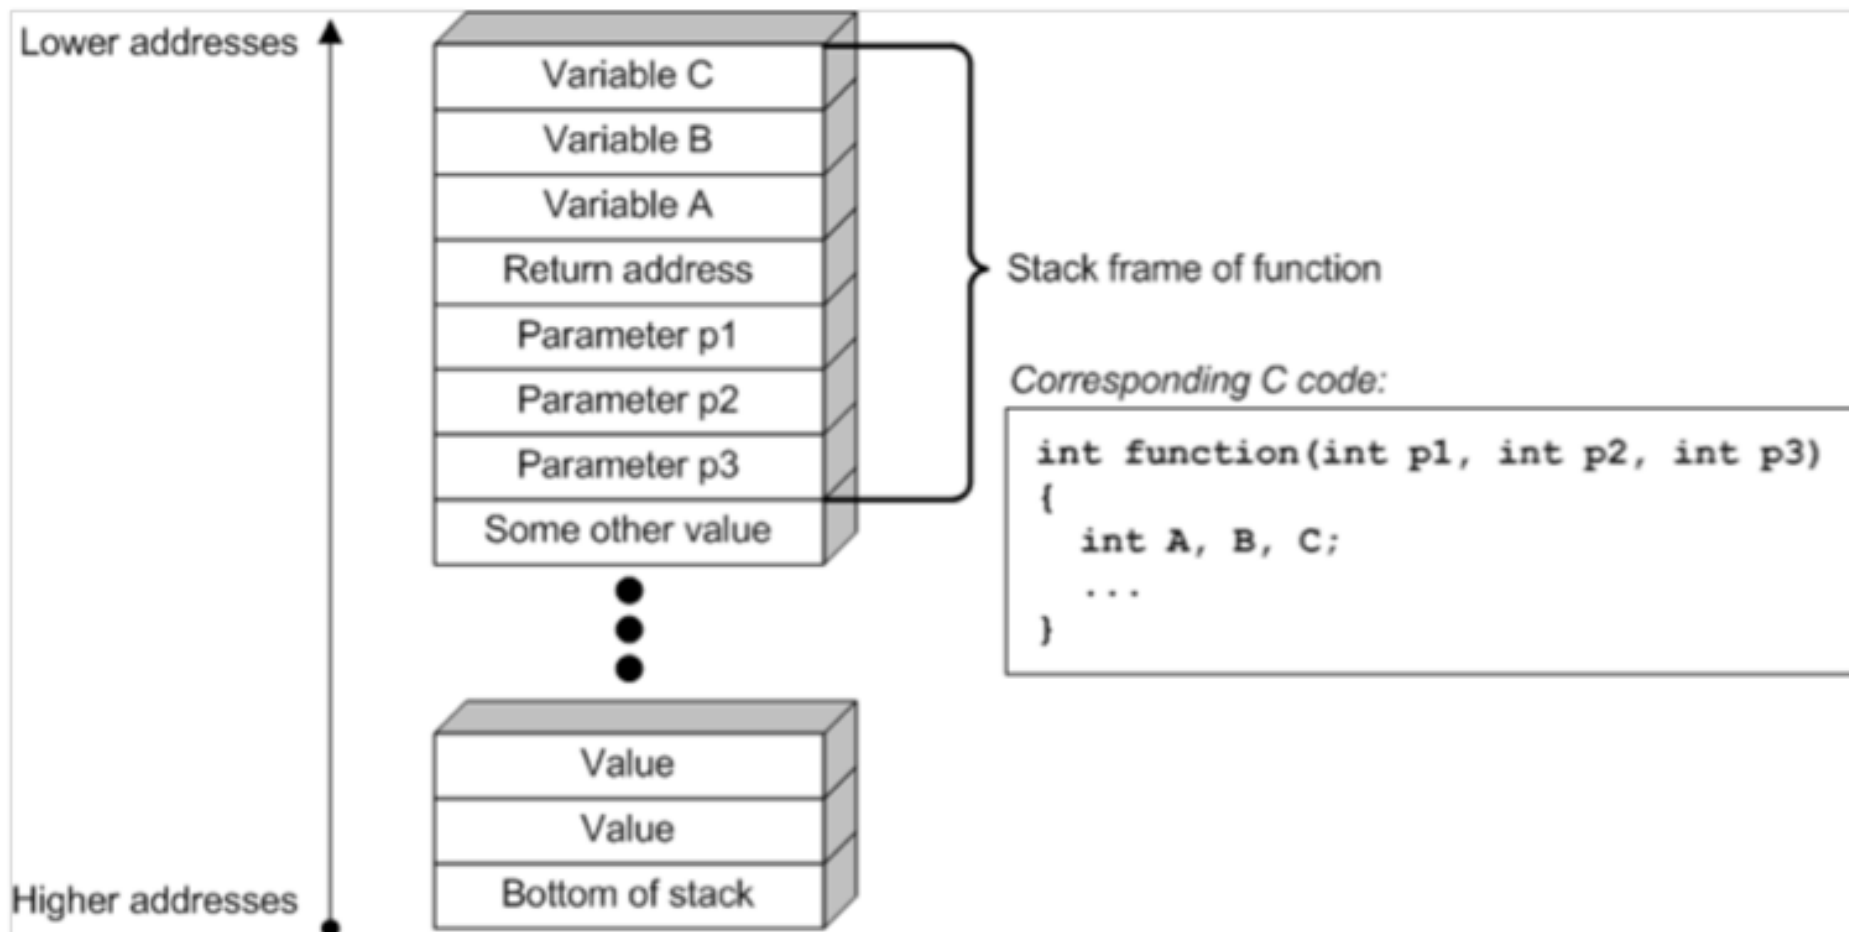 Lower addresses
Variable C
Variable B
Variable A
Return address
Parameter p1
Parameter p2
Parameter p3
Some other value
Stack frame of function
Corresponding C code:
int function(int p1, int p2, int p3)
{
int A, B, C;
...
}
Value
Value
Bottom of stack
Higher addresses